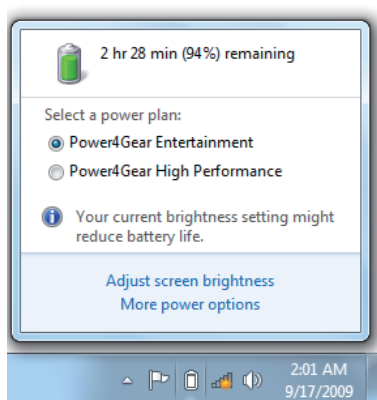 2 hr 28 min (94%) remaining
Select a power plan:
Power4Gear Entertainment
Power4Gear High Performance
Your current brightness setting might
reduce battery life.
Adjust screen brightness
More power options
2:01 AM
9/17/2009